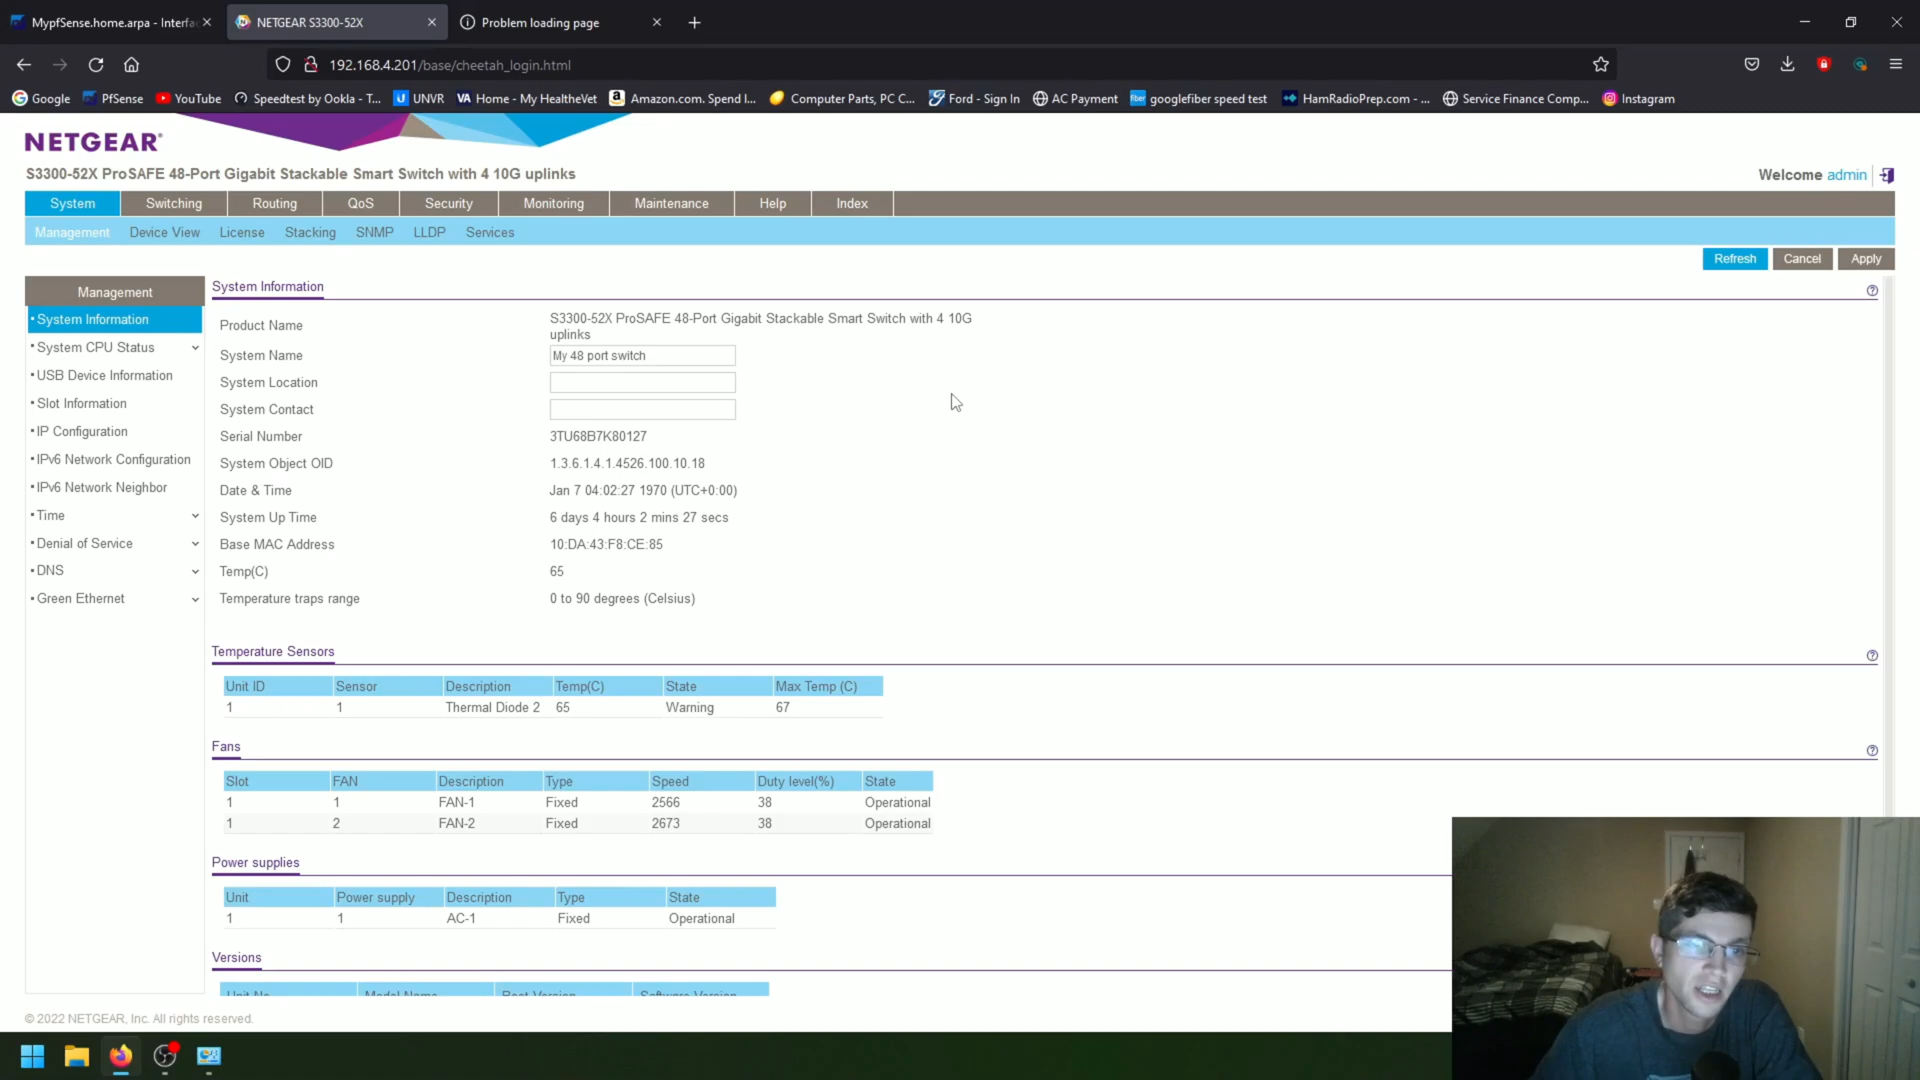 MypfSense.home.arpa - Interfa
NETGEAR S3300-52X
Problem loading page
192.168.4.201/base/cheetah_login.html
Google
PfSense
YouTube
Speedtest by Ookla - T...
UNVR
VA Home - My HealtheVet
Amazon.com. Spend l...
Computer Parts, PC C...
Ford - Sign In
AC Payment
fiber googlefiber speed test
HamRadioPrep.com - ...
Service Finance Comp...
Instagram
NETGEAR®
S3300-52X ProSAFE 48-Port Gigabit Stackable Smart Switch with 4 10G uplinks
Welcome admin
System Switching Routing QoS Security Monitoring Maintenance Help Index
Management Device View License Stacking SNMP LLDP Services
Refresh Cancel Apply
Management
System Information
System CPU Status
USB Device Information
Slot Information
IP Configuration
IPv6 Network Configuration
IPv6 Network Neighbor
Time
Denial of Service
DNS
Green Ethernet
System Information
Product Name S3300-52X ProSAFE 48-Port Gigabit Stackable Smart Switch with 4 10G
uplinks
System Name My 48 port switch
System Location
System Contact
Serial Number 3TU68B7K80127
System Object OID 1.3.6.1.4.1.4526.100.10.18
Date & Time Jan 7 04:02:27 1970 (UTC+0:00)
System Up Time 6 days 4 hours 2 mins 27 secs
Base MAC Address 10:DA:43:F8:CE:85
Temp(C) 65
Temperature traps range 0 to 90 degrees (Celsius)
Temperature Sensors
Unit ID Sensor Description Temp(C) State Max Temp (C)
1 1 Thermal Diode 2 65 Warning 67
Fans
Slot FAN Description Type Speed Duty level(%) State
1 1 FAN-1 Fixed 2566 38 Operational
1 2 FAN-2 Fixed 2673 38 Operational
Power supplies
Unit Power supply Description Type State
1 1 AC-1 Fixed Operational
Versions
Unit No Model Name Boot Version Software Version
© 2022 NETGEAR, Inc. All rights reserved.